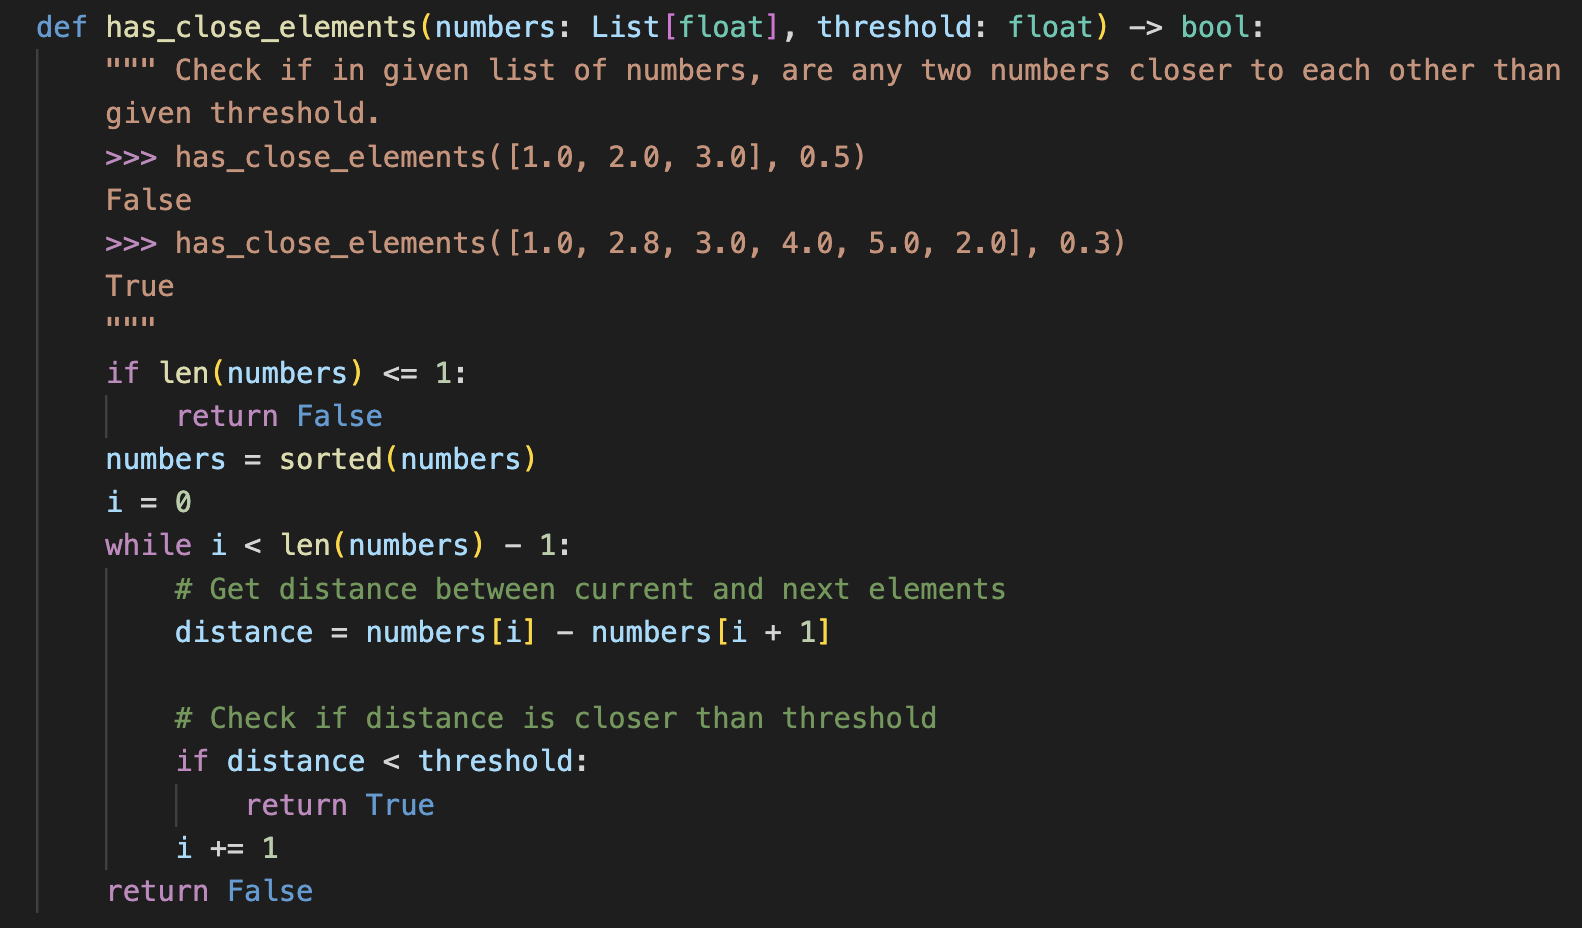 def has_close_elements(numbers: List[float], threshold: float) -> bool:
    """ Check if in given list of numbers, are any two numbers closer to each other than
    given threshold.
    >>> has_close_elements([1.0, 2.0, 3.0], 0.5)
    False
    >>> has_close_elements([1.0, 2.8, 3.0, 4.0, 5.0, 2.0], 0.3)
    True
    """
    if len(numbers) <= 1:
        return False
    numbers = sorted(numbers)
    i = 0
    while i < len(numbers) - 1:
        # Get distance between current and next elements
        distance = numbers[i] - numbers[i + 1]

        # Check if distance is closer than threshold
        if distance < threshold:
            return True
        i += 1
    return False